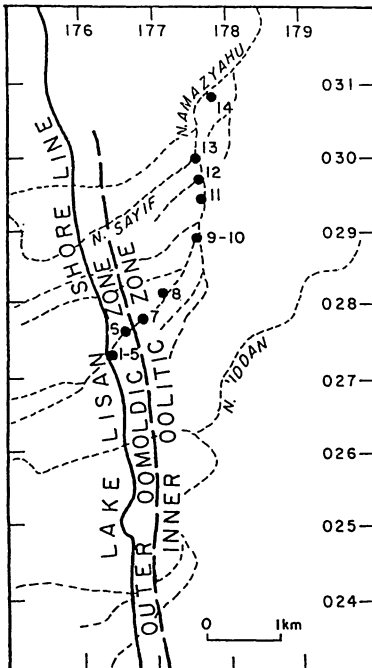 176 177 178 179
031
030
029
028
027
026
025
024
N. AMAZYAHU
14
13
12
11
9-10
8
7
6
1-5
N. SAYIF
N. IDDAN
LAKE LISAN SHORE LINE
OUTER OOMOLDIC ZONE
INNER OOLITIC ZONE
0 1km